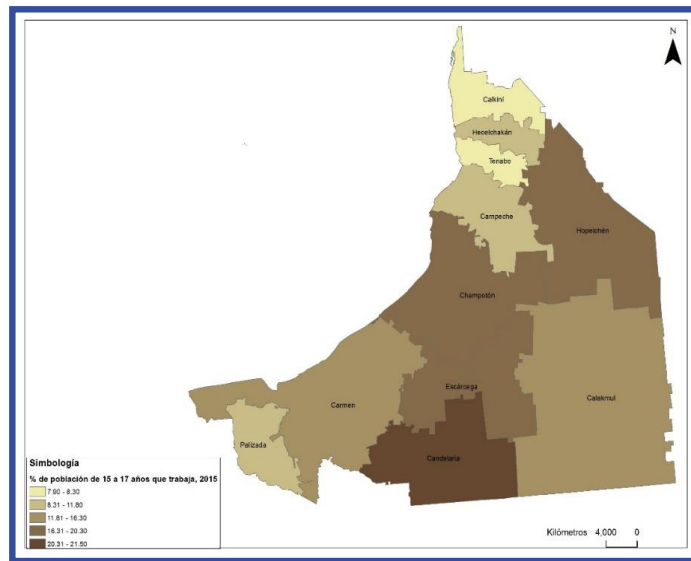 N
Calkiní
Hecelchakán
Tenabo
Campeche
Hopelchén
Champotón
Escárcega
Calakmul
Carmen
Palizada
Candelaria
Simbología
% de población de 15 a 17 años que trabaja, 2015
7.90 - 8.30
8.31 - 11.60
11.61 - 16.30
16.31 - 20.30
20.31 - 21.50
Kilómetros 4,000 0